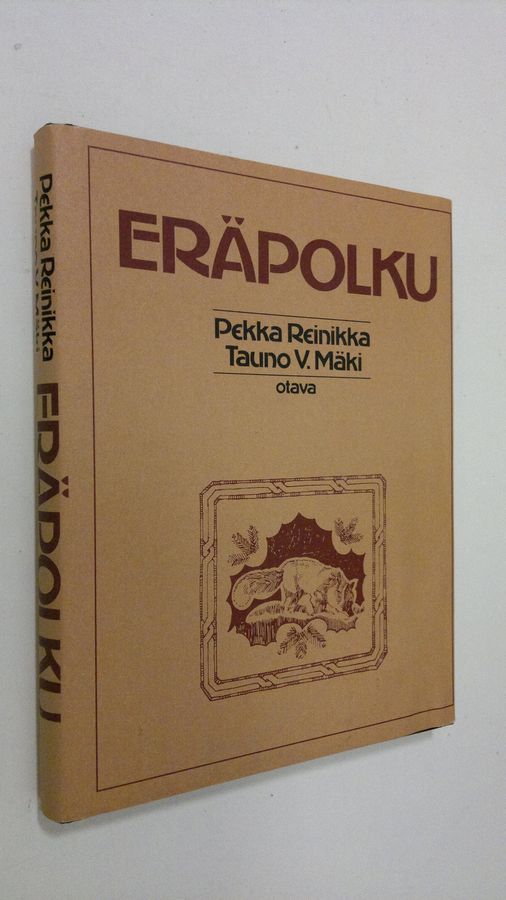 ERÄPOLKU
Pekka Reinikka
Tauno V. Mäki
otava
Pekka Reinikka
Tauno V. Mäki
ERÄPOLKU